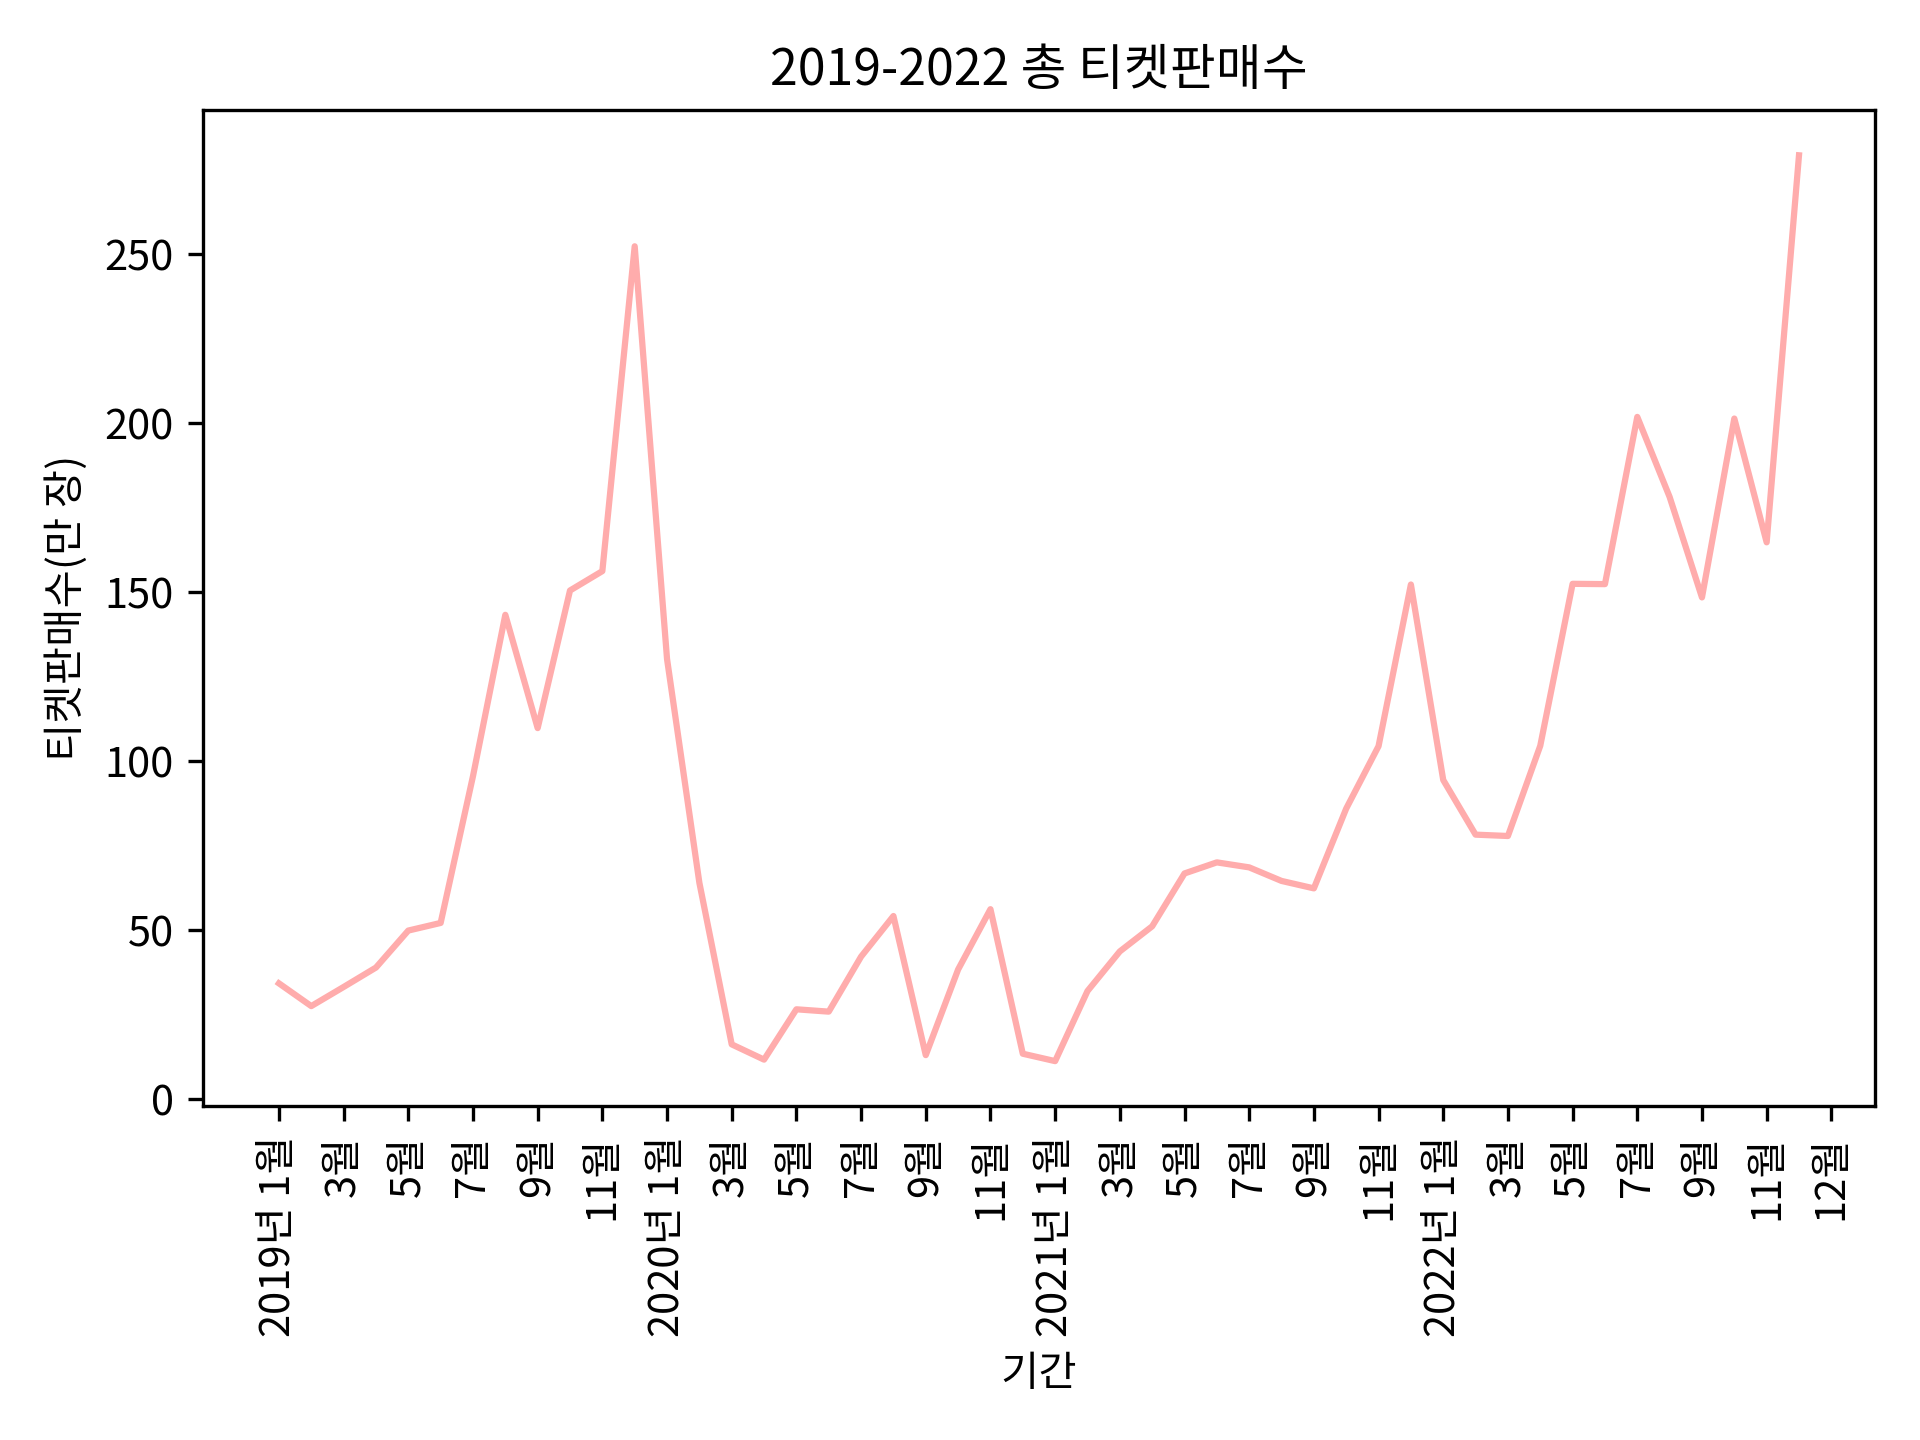 2019-2022 총 티켓판매수
티켓판매수(만 장)
250
200
150
100
50
0
2019년 1월
3월
5월
7월
9월
11월
2020년 1월
3월
5월
7월
9월
11월
2021년 1월
3월
5월
7월
9월
11월
2022년 1월
3월
5월
7월
9월
11월
12월
기간